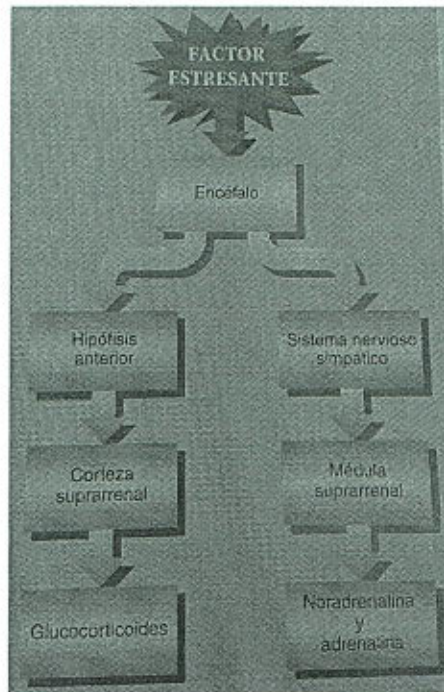 FACTOR
ESTRESANTE
Encéfalo
Hipófisis
anterior
Sistema nervioso
simpático
Corteza
suprarrenal
Médula
suprarrenal
Glucocorticoides
Noradrenalina
y
adrenalina